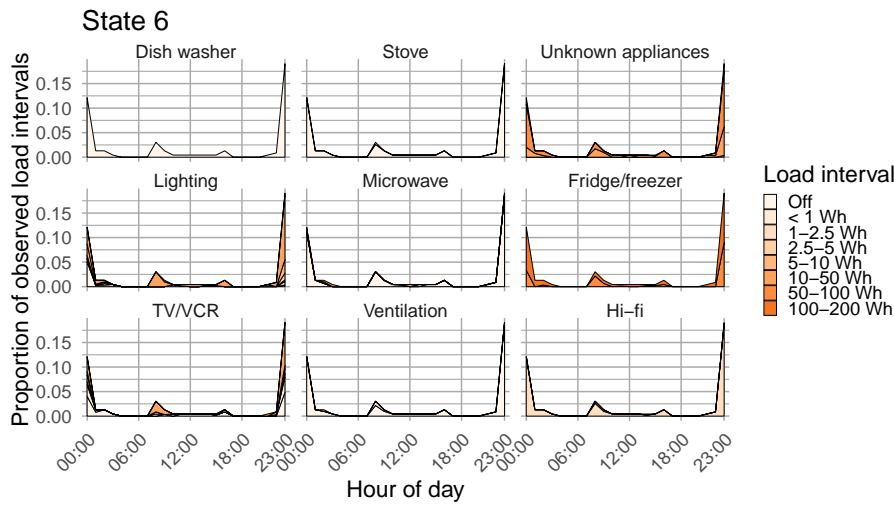 State 6
Dish washer Stove Unknown appliances
0.15
0.10
0.05
0.00
Lighting Microwave Fridge/freezer
0.15
0.10
0.05
0.00
TV/VCR Ventilation Hi−fi
0.15
0.10
0.05
0.00
00:00 06:00 12:00 18:00 23:00 00:00 06:00 12:00 18:00 23:00 00:00 06:00 12:00 18:00 23:00
Hour of day
Proportion of observed load intervals
Load interval
Off
< 1 Wh
1−2.5 Wh
2.5−5 Wh
5−10 Wh
10−50 Wh
50−100 Wh
100−200 Wh